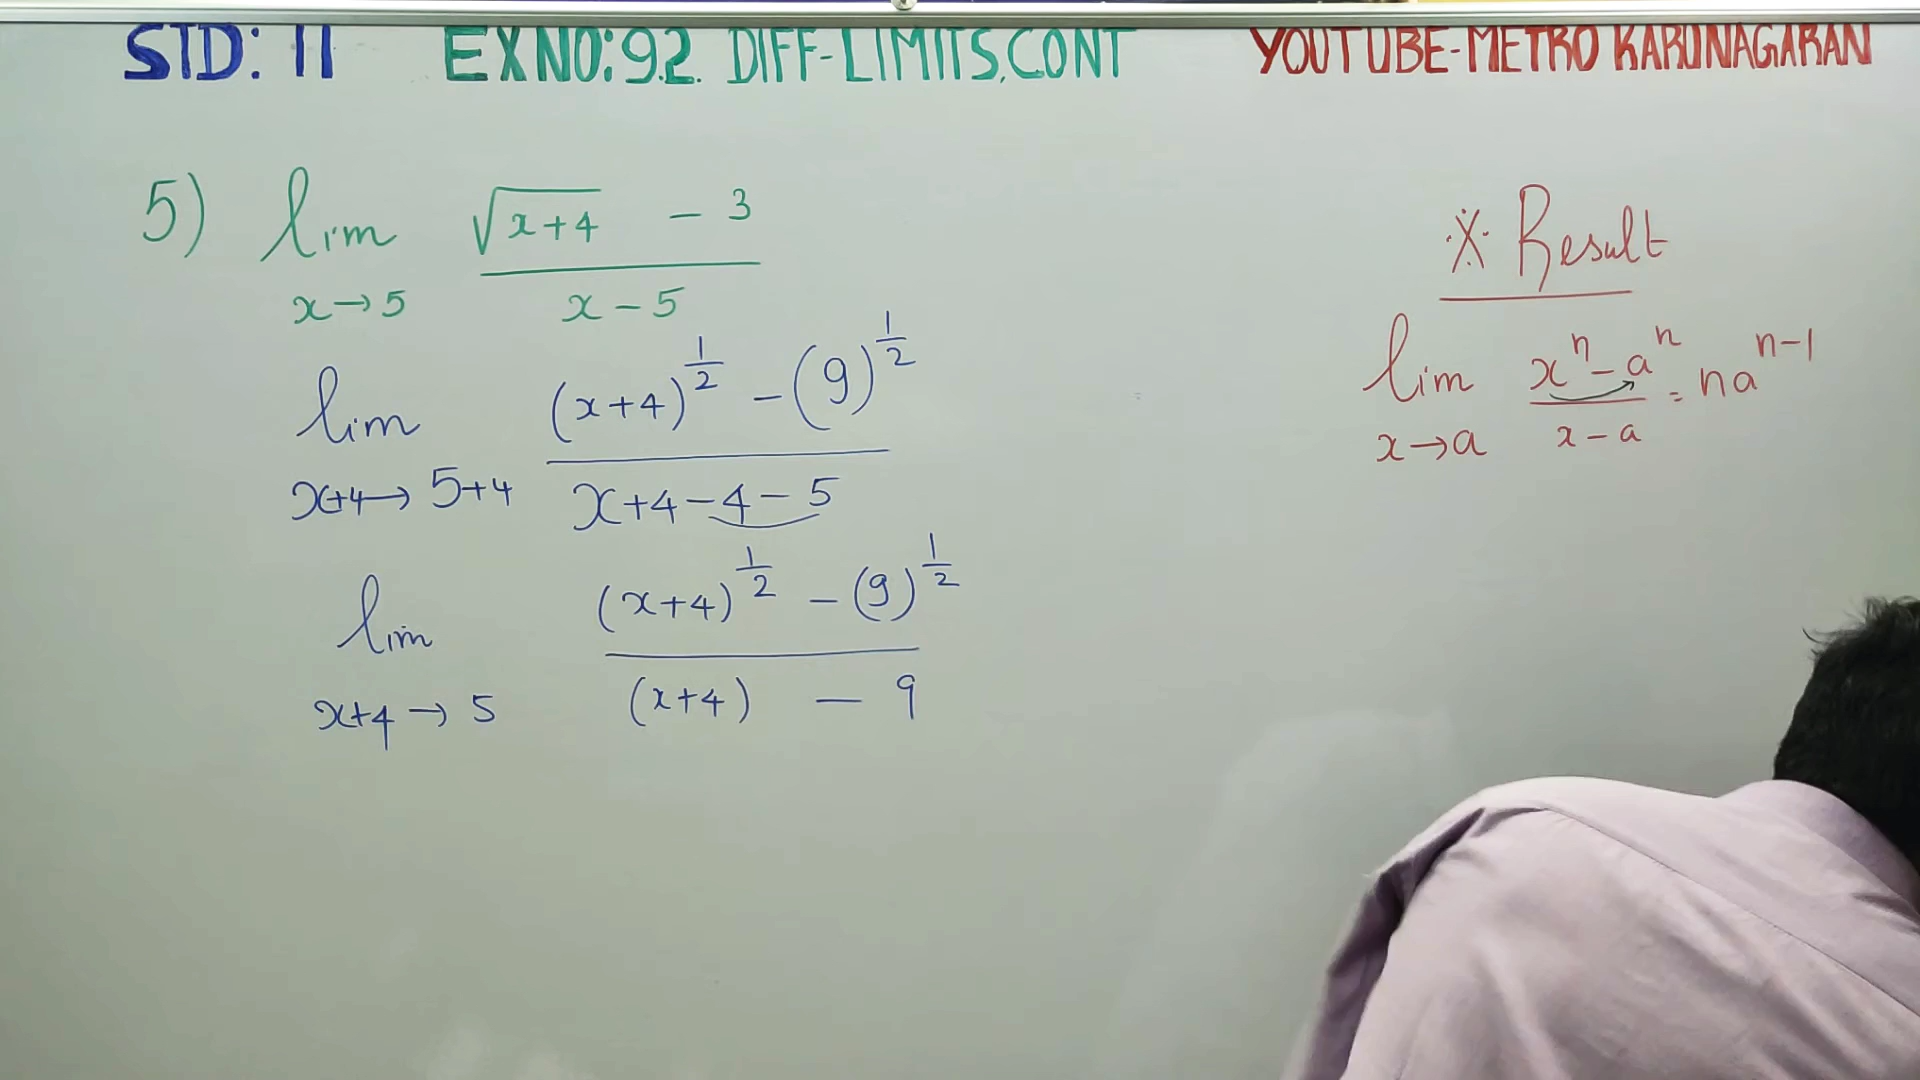 STD: 11 EX NO: 9.2. DIFF-LIMITS,CONT YOUTUBE-METRO KARUNAGARAN
5) lim √x+4 - 3
x→5 x - 5
lim (x+4)^1/2 - (9)^1/2
x+4→ 5+4 x+4-4-5
lim (x+4)^1/2 - (9)^1/2
x+4→ 5 (x+4) - 9
※ Result
lim x^n - a^n = na^n-1
x→a x-a